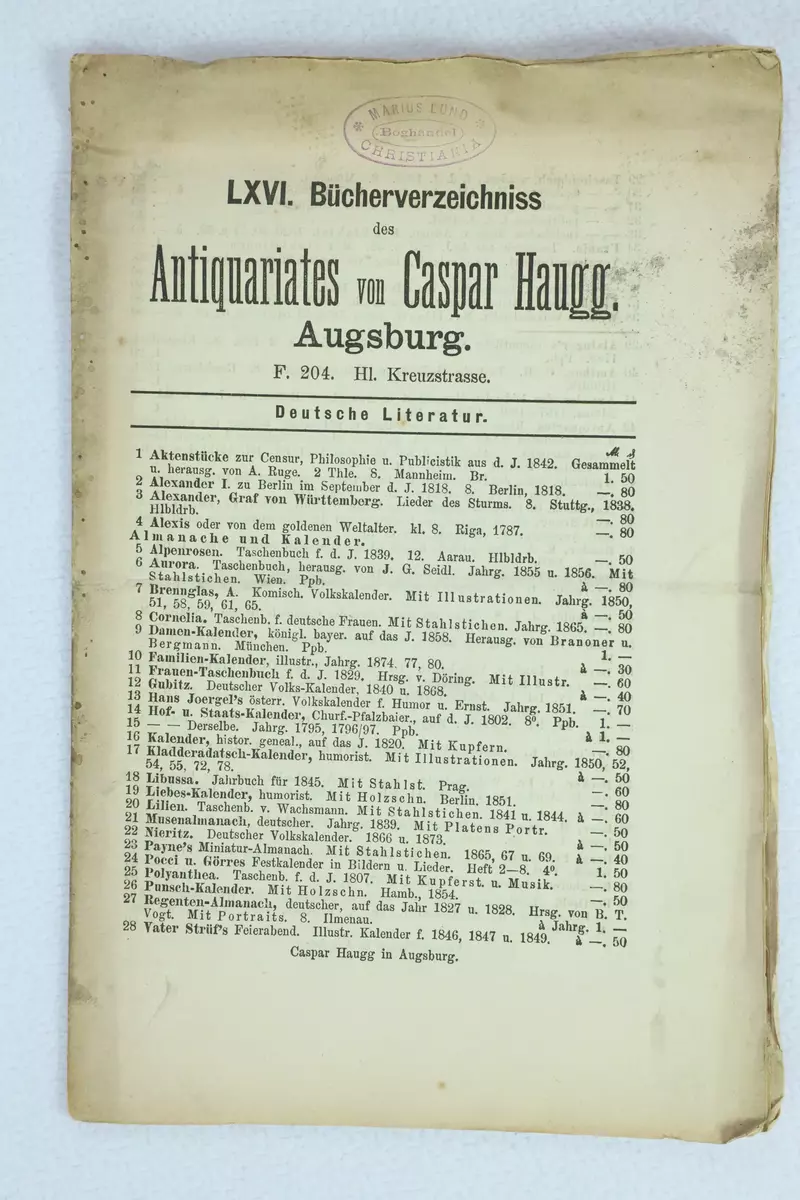 MARIUS LUND
Boghandel
CHRISTIANIA
LXVI. Bücherverzeichniss
des
Antiquariates von Caspar Haugg.
Augsburg.
F. 204. Hl. Kreuzstrasse.
Deutsche Literatur.
1 Aktenstücke zur Censur, Philosophie u. Publicistik aus d. J. 1842. Gesammelt
u. herausg. von A. Ruge. 2 Thle. 8. Mannheim. Br. 1. 50
2 Alexander I. zu Berlin im September d. J. 1818. 8. Berlin, 1818. —. 80
3 Alexander, Graf von Württemberg. Lieder des Sturms. 8. Stuttg., 1838.
Hlbldrb. —. 80
4 Alexis oder von dem goldenen Weltalter. kl. 8. Riga, 1787. —. 80
Almanache und Kalender.
5 Alpenrosen. Taschenbuch f. d. J. 1839. 12. Aarau. Hlbldrb. —. 50
6 Aurora. Taschenbuch, herausg. von J. G. Seidl. Jahrg. 1855 u. 1856. Mit
Stahlstichen. Wien. Ppb. à —. 80
7 Brennglas, A. Komisch. Volkskalender. Mit Illustrationen. Jahrg. 1850,
51, 58, 59, 61, 65. à —. 50
8 Cornelia. Taschenb. f. deutsche Frauen. Mit Stahlstichen. Jahrg. 1865. —. 80
9 Damen-Kalender, königl. bayer. auf das J. 1858. Herausg. von Branoner u.
Bergmann. München. Ppb. 1. —
10 Familien-Kalender, illustr., Jahrg. 1874. 77, 80. à —. 30
11 Frauen-Taschenbuch f. d. J. 1829. Hrsg. v. Döring. Mit Illustr. —. 60
12 Gubitz. Deutscher Volks-Kalender, 1840 u. 1868. à —. 40
13 Hans Joergel's österr. Volkskalender f. Humor u. Ernst. Jahrg. 1851. —. 70
14 Hof- u. Staats-Kalender, Churf.-Pfalzbaier., auf d. J. 1802. 8⁰. Ppb. 1. —
15 — — Derselbe. Jahrg. 1795, 1796/97. Ppb. à 1. —
16 Kalender, histor. geneal., auf das J. 1820. Mit Kupfern. —. 80
17 Kladderadatsch-Kalender, humorist. Mit Illustrationen. Jahrg. 1850, 52,
54, 55, 72, 78. à —. 50
18 Libussa. Jahrbuch für 1845. Mit Stahlst. Prag. —. 60
19 Liebes-Kalender, humorist. Mit Holzschn. Berlin, 1851. —. 80
20 Lilien. Taschenb. v. Wachsmann. Mit Stahlstichen. 1841 u. 1844. à —. 60
21 Musenalmanach, deutscher. Jahrg. 1839. Mit Platens Portr. —. 50
22 Nieritz. Deutscher Volkskalender. 1866 u. 1873. à —. 50
23 Payne's Miniatur-Almanach. Mit Stahlstichen. 1865, 67 u. 69. à —. 40
24 Pocci u. Görres Festkalender in Bildern u. Lieder. Heft 2—8. 4⁰. 1. 50
25 Polyanthea. Taschenb. f. d. J. 1807. Mit Kupferst. u. Musik. —. 80
26 Punsch-Kalender. Mit Holzschn. Hamb., 1854. —. 50
27 Regenten-Almanach, deutscher, auf das Jahr 1827 u. 1828. Hrsg. von B. T.
Vogt. Mit Portraits. 8. Ilmenau. à Jahrg. 1. —
28 Vater Strüf's Feierabend. Illustr. Kalender f. 1846, 1847 u. 1849. à —. 50
Caspar Haugg in Augsburg.